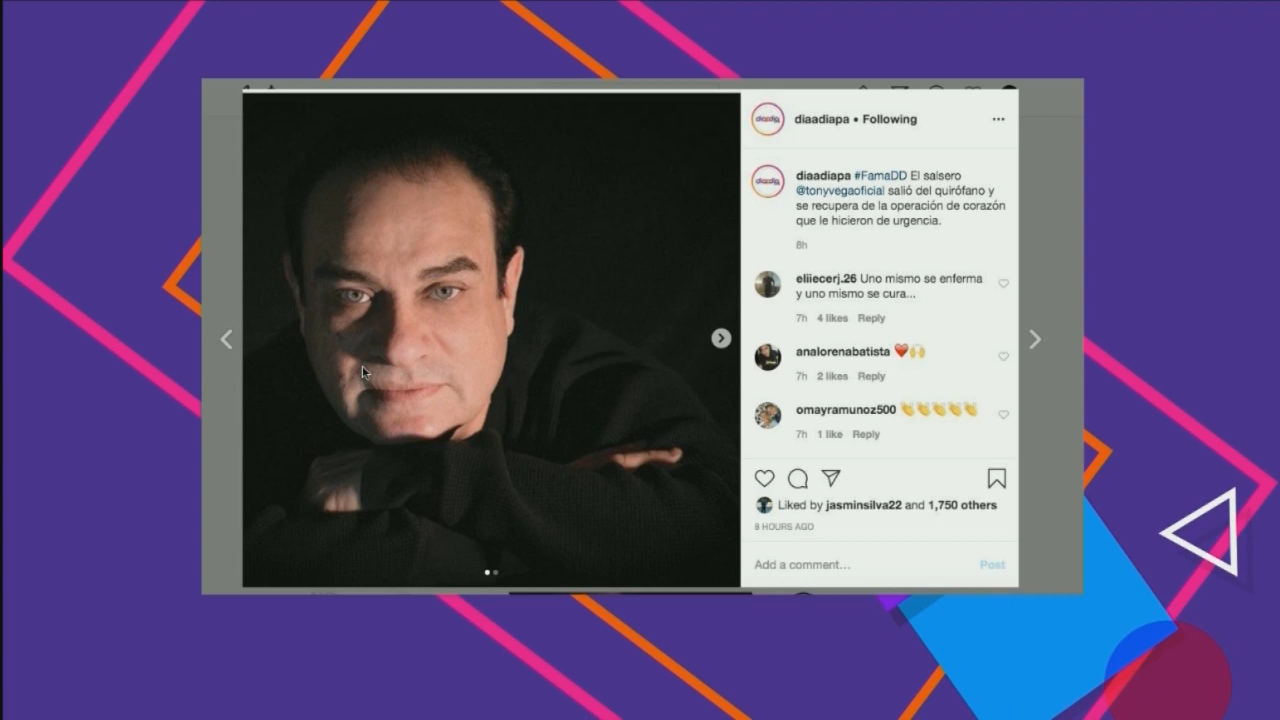 diaadiapa • Following
diaadiapa #FamaDD El salsero
@tonyvegaoficial salió del quirófano y
se recupera de la operación de corazón
que le hicieron de urgencia.
8h
eliiecerj.26 Uno mismo se enferma
y uno mismo se cura...
7h 4 likes Reply
analorenabatista ❤️🙌
7h 2 likes Reply
omayramunoz500 👏👏👏👏👏
7h 1 like Reply
Liked by jasminsilva22 and 1,750 others
8 HOURS AGO
Add a comment... Post